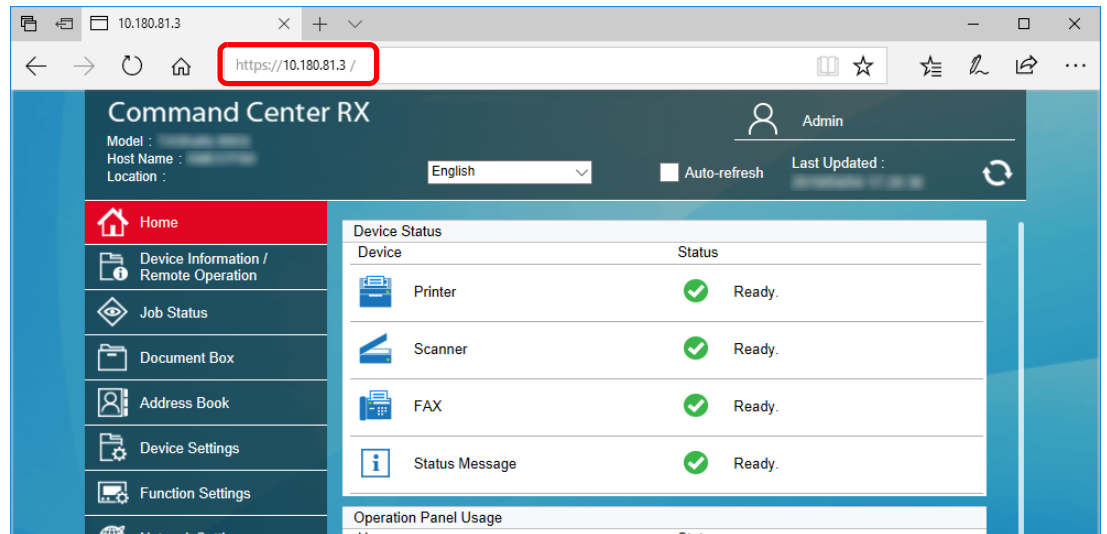 10.180.81.3
https://10.180.81.3 /
Command Center RX
Model :
Host Name :
Location :
Admin
English
Auto-refresh
Last Updated :
Home
Device Information /
Remote Operation
Job Status
Document Box
Address Book
Device Settings
Function Settings
Device Status
Device Status
Printer Ready.
Scanner Ready.
FAX Ready.
Status Message Ready.
Operation Panel Usage